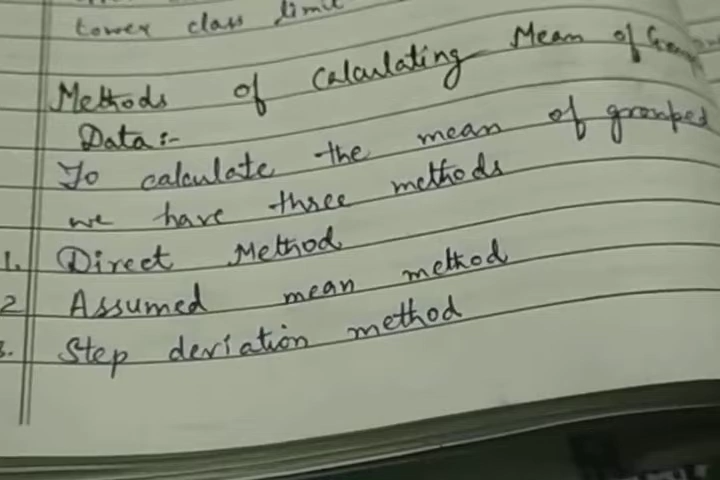 lower class limit
Methods of calculating Mean of
Data :-
To calculate the mean of grouped
we have three methods
1. Direct Method
2 Assumed mean method
3. Step deviation method